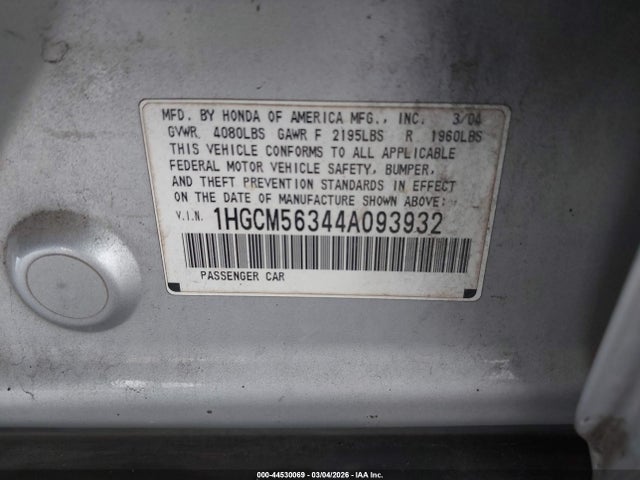 MFD. BY HONDA OF AMERICA MFG., INC. 3/04
GVWR 4080LBS GAWR F 2195LBS R 1960LBS
THIS VEHICLE CONFORMS TO ALL APPLICABLE
FEDERAL MOTOR VEHICLE SAFETY, BUMPER,
AND THEFT PREVENTION STANDARDS IN EFFECT
ON THE DATE OF MANUFACTURE SHOWN ABOVE.
V.I.N. 1HGCM56344A093932
PASSENGER CAR
000-44530069 | 03/04/2026 | IAA Inc.